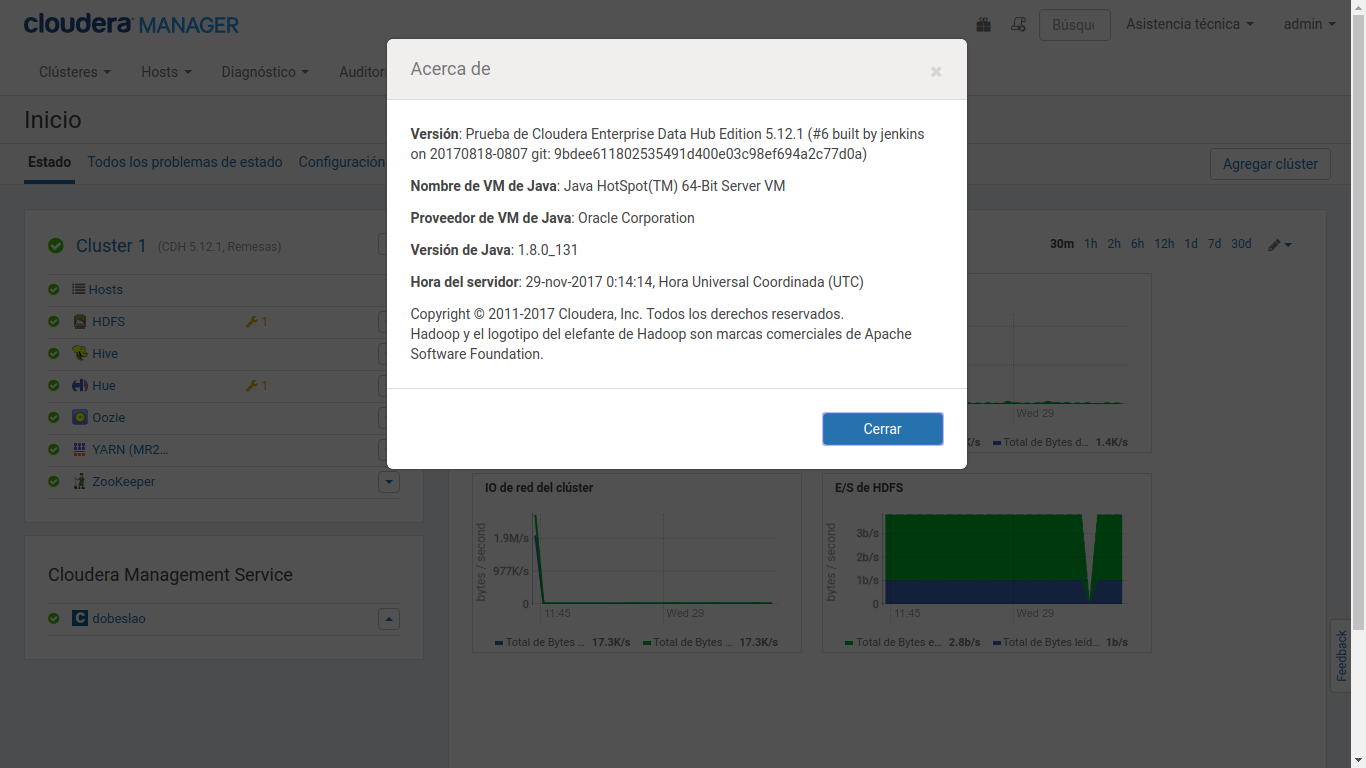 cloudera MANAGER
Búsqu
Asistencia técnica
admin
Clústeres
Hosts
Diagnóstico
Auditor
Inicio
Estado
Todos los problemas de estado
Configuración
Agregar clúster
Acerca de
Versión: Prueba de Cloudera Enterprise Data Hub Edition 5.12.1 (#6 built by jenkins
on 20170818-0807 git: 9bdee611802535491d400e03c98ef694a2c77d0a)
Nombre de VM de Java: Java HotSpot(TM) 64-Bit Server VM
Proveedor de VM de Java: Oracle Corporation
Versión de Java: 1.8.0_131
Hora del servidor: 29-nov-2017 0:14:14, Hora Universal Coordinada (UTC)
Copyright © 2011-2017 Cloudera, Inc. Todos los derechos reservados.
Hadoop y el logotipo del elefante de Hadoop son marcas comerciales de Apache
Software Foundation.
Cerrar
Cluster 1 (CDH 5.12.1, Remesas)
Hosts
HDFS 1
Hive
Hue 1
Oozie
YARN (MR2...
ZooKeeper
Cloudera Management Service
dobeslao
30m 1h 2h 6h 12h 1d 7d 30d
Wed 29
K/s Total de Bytes d... 1.4K/s
IO de red del clúster
bytes / second
1.9M/s
977K/s
0
11:45
Wed 29
Total de Bytes ... 17.3K/s Total de Bytes ... 17.3K/s
E/S de HDFS
bytes / second
3b/s
2b/s
1b/s
0
11:45
Wed 29
Total de Bytes e... 2.8b/s Total de Bytes leíd... 1b/s
Feedback